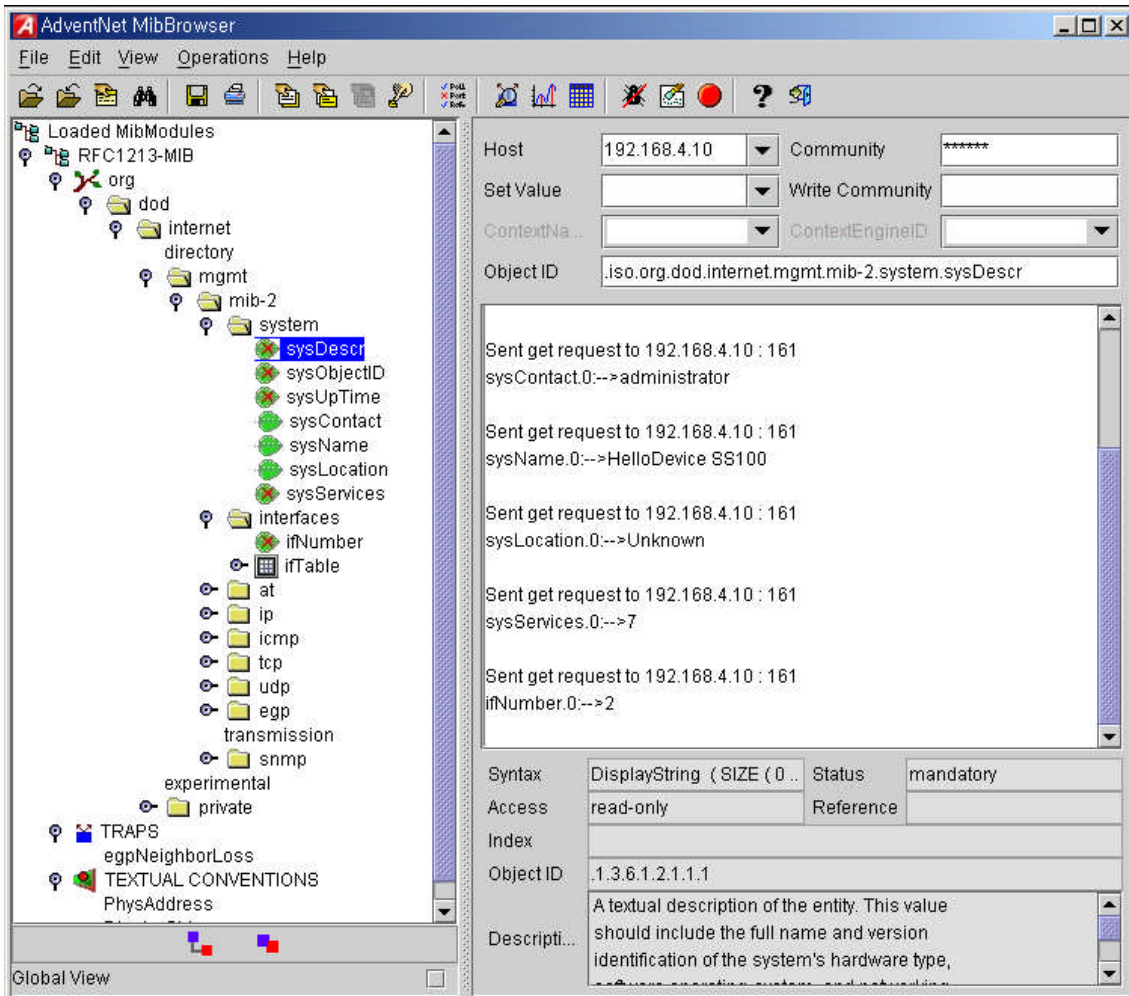 AdventNet MibBrowser
File Edit View Operations Help
Loaded MibModules
RFC1213-MIB
org
dod
internet
directory
mgmt
mib-2
system
sysDescr
sysObjectID
sysUpTime
sysContact
sysName
sysLocation
sysServices
interfaces
ifNumber
ifTable
at
ip
icmp
tcp
udp
egp
transmission
snmp
experimental
private
TRAPS
egpNeighborLoss
TEXTUAL CONVENTIONS
PhysAddress
Global View
Host 192.168.4.10 Community ******
Set Value Write Community
ContextNa... ContextEngineID
Object ID .iso.org.dod.internet.mgmt.mib-2.system.sysDescr
Sent get request to 192.168.4.10 : 161
sysContact.0:-->administrator
Sent get request to 192.168.4.10 : 161
sysName.0:-->HelloDevice SS100
Sent get request to 192.168.4.10 : 161
sysLocation.0:-->Unknown
Sent get request to 192.168.4.10 : 161
sysServices.0:-->7
Sent get request to 192.168.4.10 : 161
ifNumber.0:-->2
Syntax DisplayString ( SIZE ( 0 .. Status mandatory
Access read-only Reference
Index
Object ID .1.3.6.1.2.1.1.1
Descripti... A textual description of the entity. This value
should include the full name and version
identification of the system's hardware type,